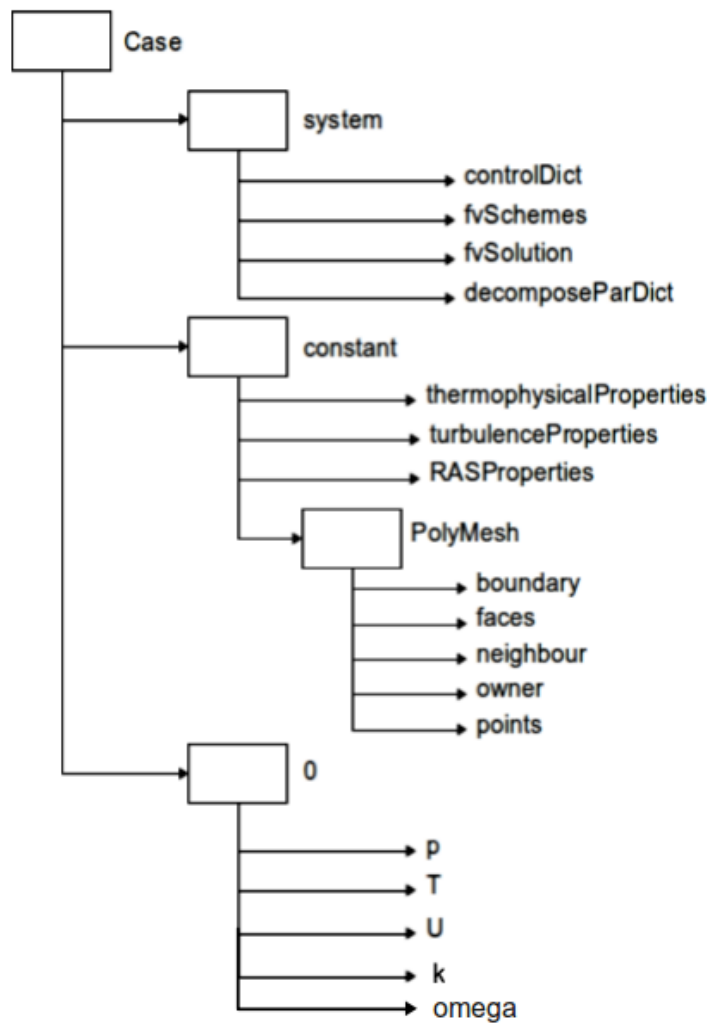 Case
system
controlDict
fvSchemes
fvSolution
decomposeParDict
constant
thermophysicalProperties
turbulenceProperties
RASProperties
PolyMesh
boundary
faces
neighbour
owner
points
0
p
T
U
k
omega